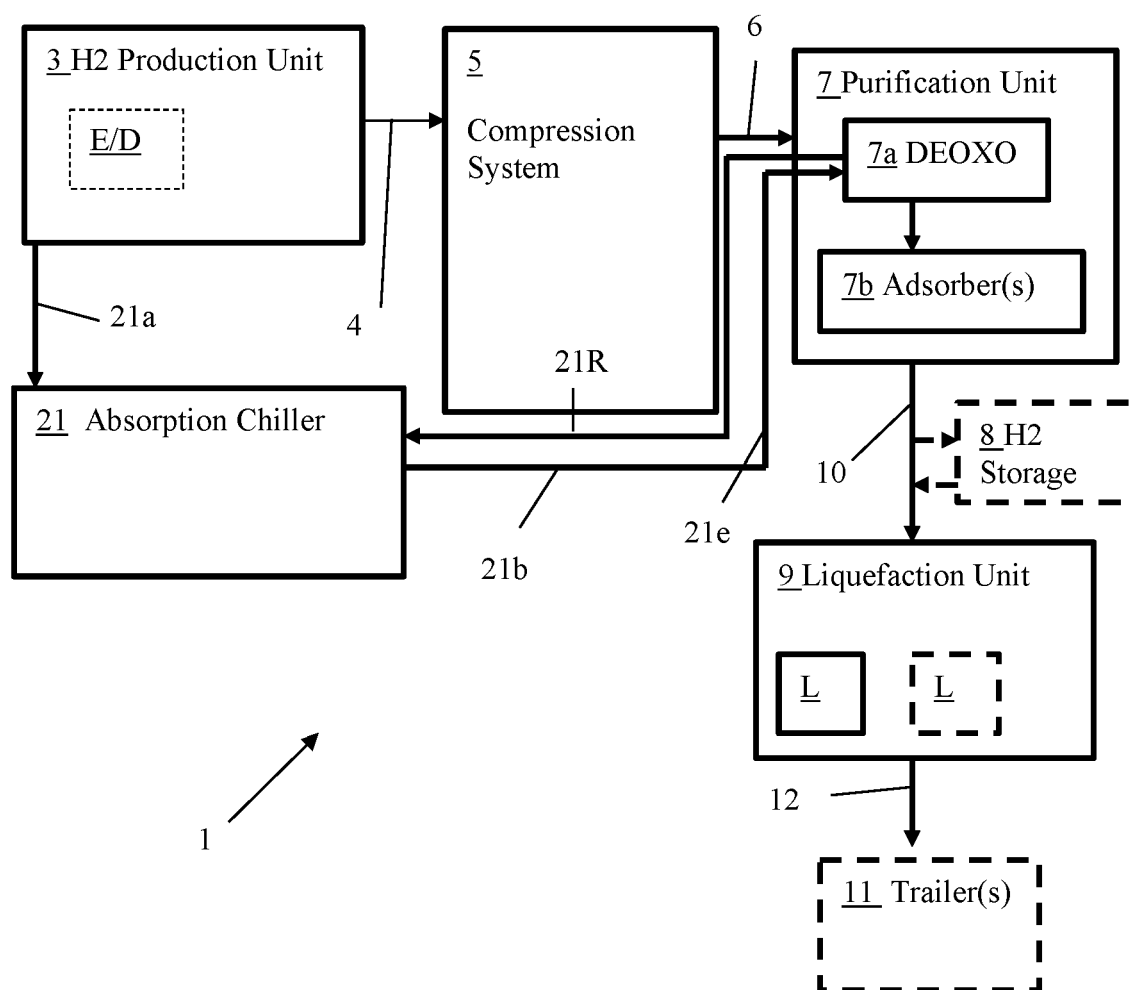 3 H2 Production Unit
E/D
4
5
Compression
System
6
7 Purification Unit
7a DEOXO
7b Adsorber(s)
21a
21R
21 Absorption Chiller
21b
21e
10
8 H2
Storage
9 Liquefaction Unit
L
L
1
12
11 Trailer(s)